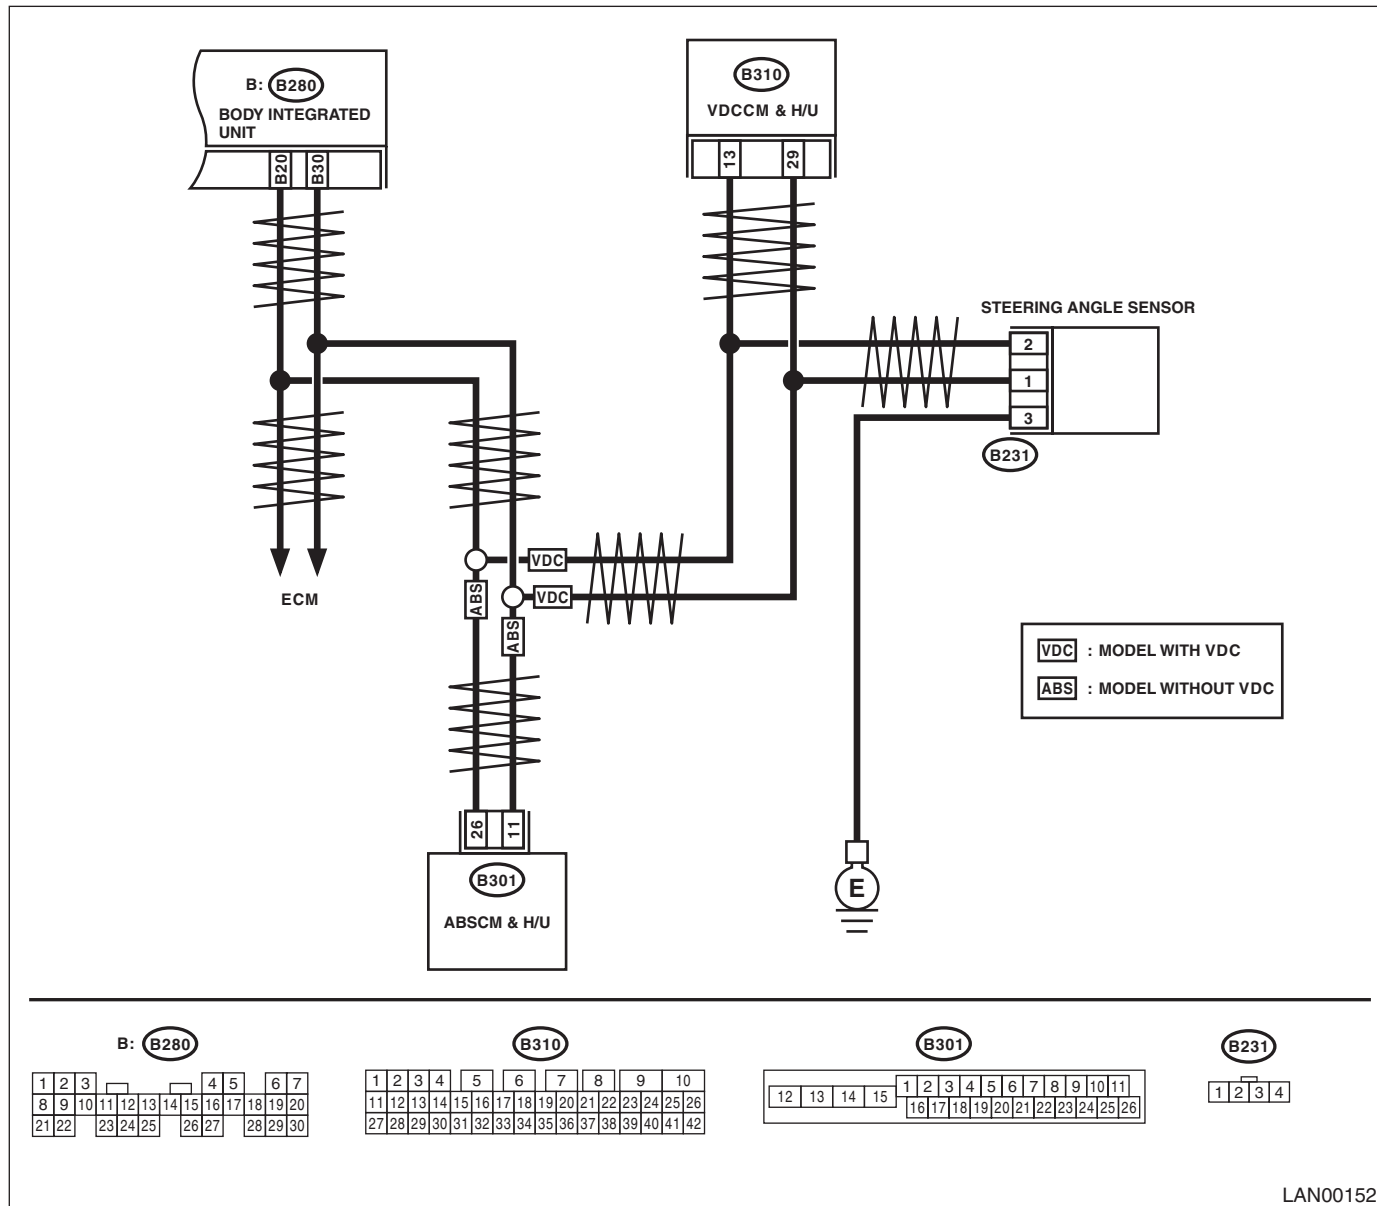 B: B280
BODY INTEGRATED
UNIT
B20 B30
B310
VDCCM & H/U
13 29
STEERING ANGLE SENSOR
2
1
3
B231
VDC
VDC
ABS
ABS
ECM
VDC : MODEL WITH VDC
ABS : MODEL WITHOUT VDC
26 11
B301
ABSCM & H/U
E
B: B280
1 2 3 4 5 6 7
8 9 10 11 12 13 14 15 16 17 18 19 20
21 22 23 24 25 26 27 28 29 30
B310
1 2 3 4 5 6 7 8 9 10
11 12 13 14 15 16 17 18 19 20 21 22 23 24 25 26
27 28 29 30 31 32 33 34 35 36 37 38 39 40 41 42
B301
12 13 14 15 1 2 3 4 5 6 7 8 9 10 11
16 17 18 19 20 21 22 23 24 25 26
B231
1 2 3 4
LAN00152